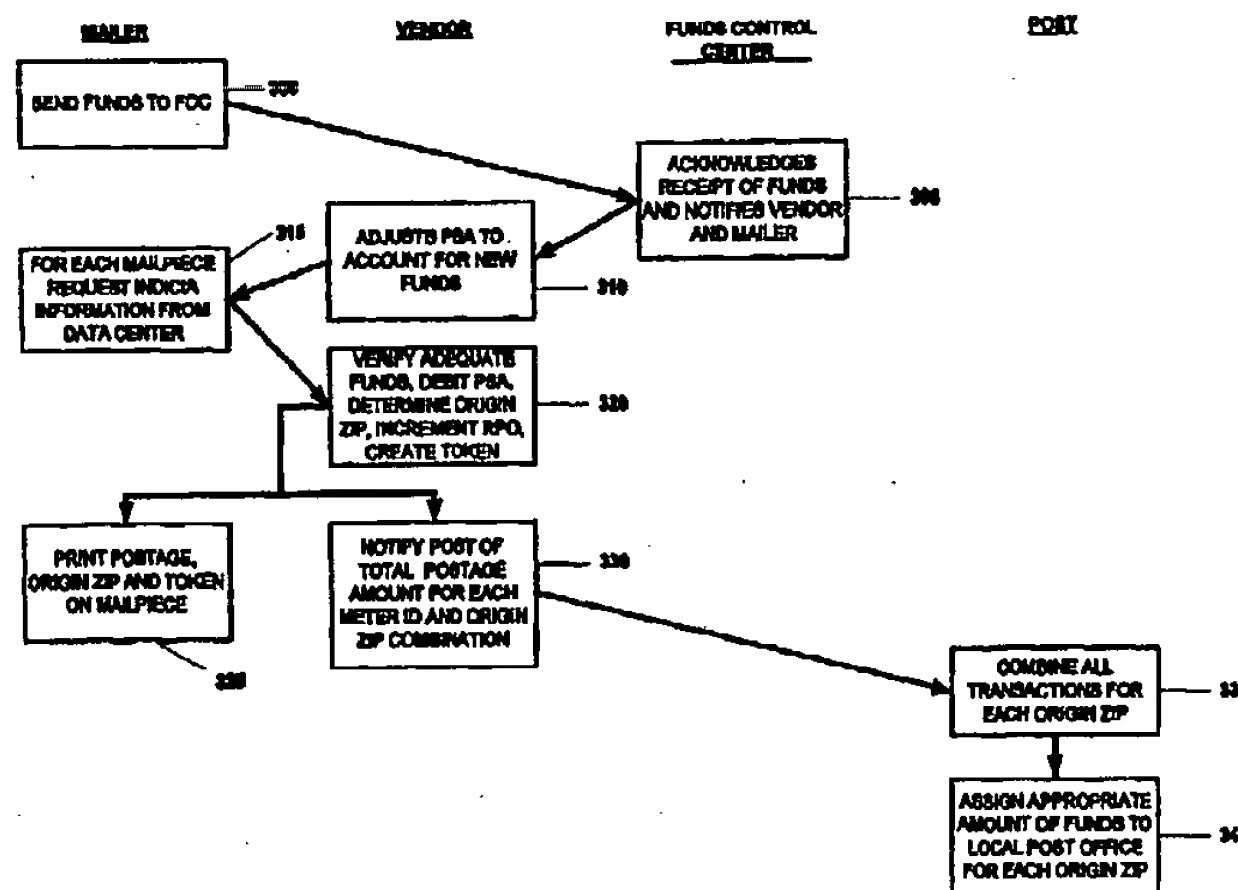 MAILER
VENDOR
FUNDS CONTROL
CENTER
POST
SEND FUNDS TO FCC
ACKNOWLEDGES
RECEIPT OF FUNDS
AND NOTIFIES VENDOR
AND MAILER
ADJUSTS PSA TO
ACCOUNT FOR NEW
FUNDS
310
315
FOR EACH MAILPIECE
REQUEST INDICIA
INFORMATION FROM
DATA CENTER
VERIFY ADEQUATE
FUNDS, DEBIT PSA,
DETERMINE ORIGIN
ZIP, INCREMENT RPO,
CREATE TOKEN
320
PRINT POSTAGE,
ORIGIN ZIP AND TOKEN
ON MAILPIECE
NOTIFY POST OF
TOTAL POSTAGE
AMOUNT FOR EACH
METER ID AND ORIGIN
ZIP COMBINATION
330
COMBINE ALL
TRANSACTIONS FOR
EACH ORIGIN ZIP
ASSIGN APPROPRIATE
AMOUNT OF FUNDS TO
LOCAL POST OFFICE
FOR EACH ORIGIN ZIP